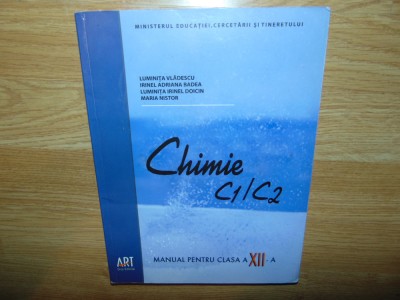 MINISTERUL EDUCAȚIEI, CERCETĂRII ȘI TINERETULUI
LUMINIȚA VLĂDESCU
IRINEL ADRIANA BADEA
LUMINIȚA IRINEL DOICIN
MARIA NISTOR
Chimie
C1/C2
ART
MANUAL PENTRU CLASA A XII-A